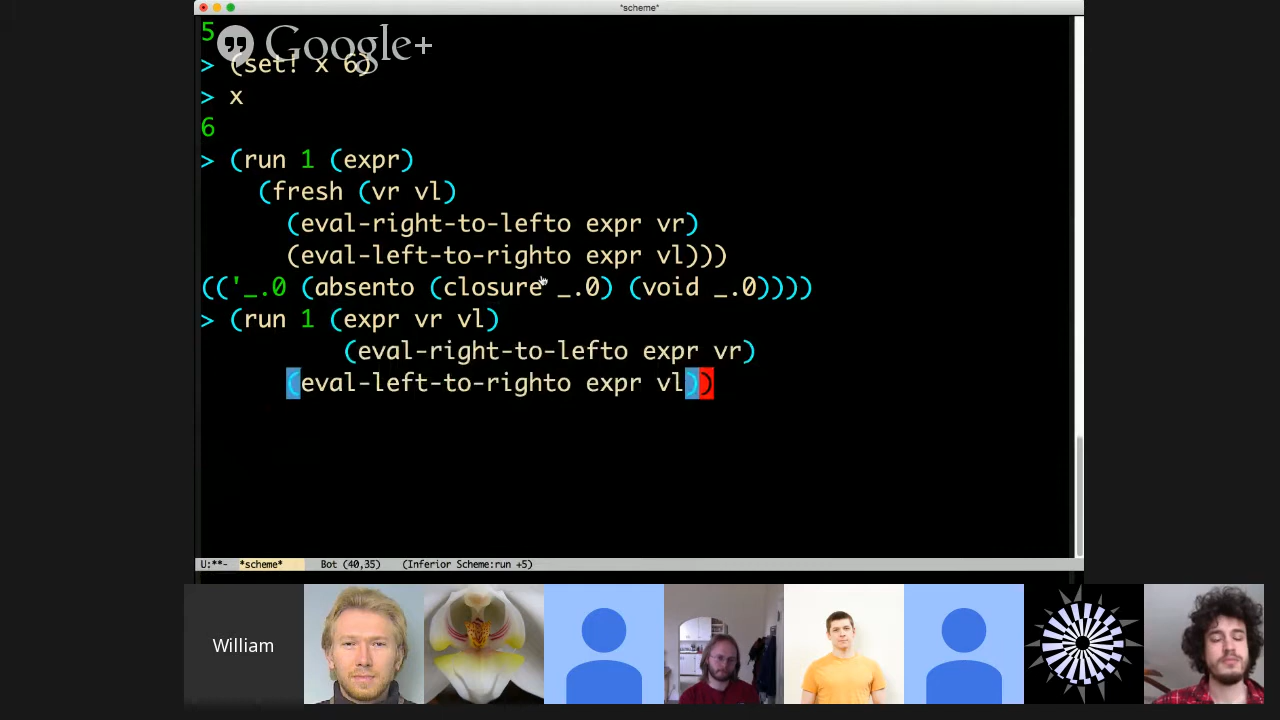 *scheme*
5
Google+
> (set! x 6)
> x
6
> (run 1 (expr)
(fresh (vr vl)
(eval-right-to-lefto expr vr)
(eval-left-to-righto expr vl)))
(('_.0 (absento (closure _.0) (void _.0))))
> (run 1 (expr vr vl)
(eval-right-to-lefto expr vr)
(eval-left-to-righto expr vl))
U:**- *scheme* Bot (40,35) (Inferior Scheme:run +5)
William